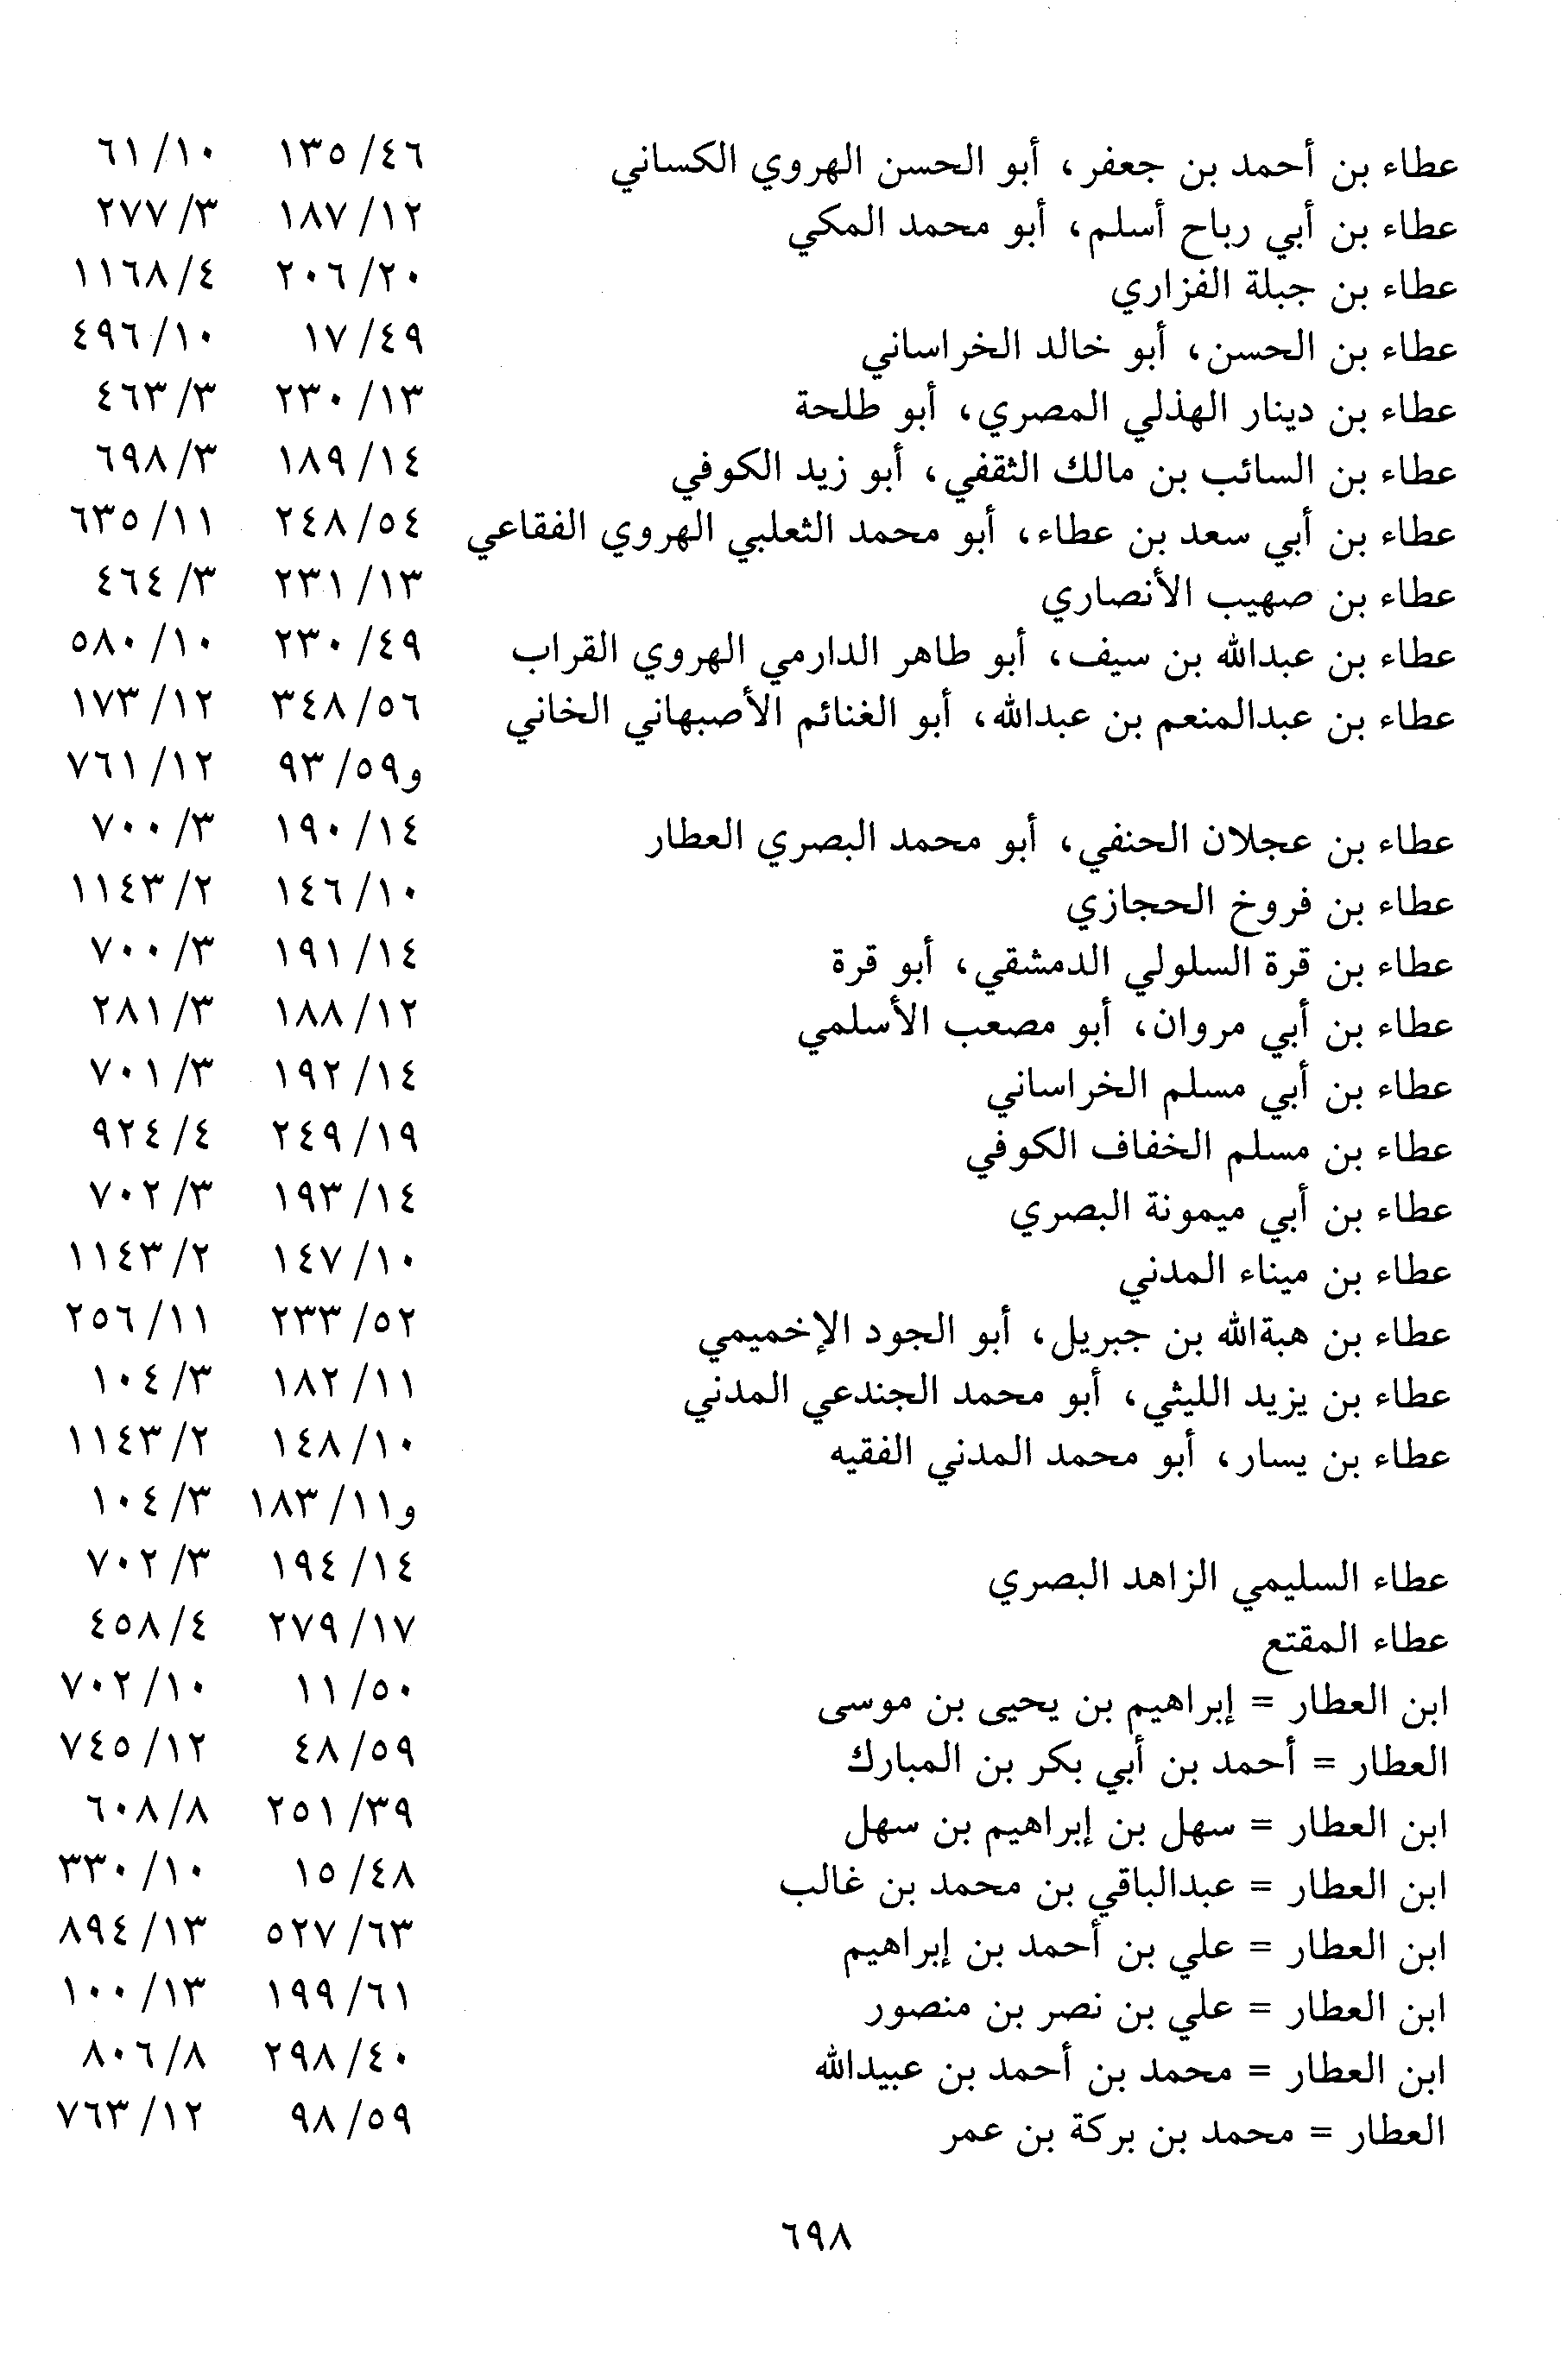 عطاء بن أحمد بن جعفر، أبو الحسن الهروي الكساني ٤٦/ ١٣٥ ١٠/ ٦١
عطاء بن أبي رباح أسلم، أبو محمد المكي ١٢/ ١٨٧ ٣/ ٢٧٧
عطاء بن جبلة الفزاري ٢٠/ ٢٠٦ ٤/ ١١٦٨
عطاء بن الحسن، أبو خالد الخراساني ٤٩/ ١٧ ١٠/ ٤٩٦
عطاء بن دينار الهذلي المصري، أبو طلحة ١٣/ ٢٣٠ ٣/ ٤٦٣
عطاء بن السائب بن مالك الثقفي، أبو زيد الكوفي ١٤/ ١٨٩ ٣/ ٦٩٨
عطاء بن أبي سعد بن عطاء، أبو محمد الثعلبي الهروي الفقاعي ٥٤/ ٢٤٨ ١١/ ٦٣٥
عطاء بن صهيب الأنصاري ١٣/ ٢٣١ ٣/ ٤٦٤
عطاء بن عبدالله بن سيف، أبو طاهر الدارمي الهروي القراب ٤٩/ ٢٣٠ ١٠/ ٥٨٠
عطاء بن عبدالمنعم بن عبدالله، أبو الغنائم الأصبهاني الخاني ٥٦/ ٣٤٨ ١٢/ ١٧٣
و٥٩/ ٩٣ ١٢/ ٧٦١
عطاء بن عجلان الحنفي، أبو محمد البصري العطار ١٤/ ١٩٠ ٣/ ٧٠٠
عطاء بن فروخ الحجازي ١٠/ ١٤٦ ٢/ ١١٤٣
عطاء بن قرة السلولي الدمشقي، أبو قرة ١٤/ ١٩١ ٣/ ٧٠٠
عطاء بن أبي مروان، أبو مصعب الأسلمي ١٢/ ١٨٨ ٣/ ٢٨١
عطاء بن أبي مسلم الخراساني ١٤/ ١٩٢ ٣/ ٧٠١
عطاء بن مسلم الخفاف الكوفي ١٩/ ٢٤٩ ٤/ ٩٢٤
عطاء بن أبي ميمونة البصري ١٤/ ١٩٣ ٣/ ٧٠٢
عطاء بن ميناء المدني ١٠/ ١٤٧ ٢/ ١١٤٣
عطاء بن هبةالله بن جبريل، أبو الجود الإخميمي ٥٢/ ٢٣٣ ١١/ ٢٥٦
عطاء بن يزيد الليثي، أبو محمد الجندعي المدني ١١/ ١٨٢ ٣/ ١٠٤
عطاء بن يسار، أبو محمد المدني الفقيه ١٠/ ١٤٨ ٢/ ١١٤٣
و١١/ ١٨٣ ٣/ ١٠٤
عطاء السليمي الزاهد البصري ١٤/ ١٩٤ ٣/ ٧٠٢
عطاء المقتع ١٧/ ٢٧٩ ٤/ ٤٥٨
ابن العطار = إبراهيم بن يحيى بن موسى ٥٠/ ١١ ١٠/ ٧٠٢
العطار = أحمد بن أبي بكر بن المبارك ٥٩/ ٤٨ ١٢/ ٧٤٥
ابن العطار = سهل بن إبراهيم بن سهل ٣٩/ ٢٥١ ٨/ ٦٠٨
ابن العطار = عبدالباقي بن محمد بن غالب ٤٨/ ١٥ ١٠/ ٣٣٠
ابن العطار = علي بن أحمد بن إبراهيم ٦٣/ ٥٢٧ ١٣/ ٨٩٤
ابن العطار = علي بن نصر بن منصور ٦١/ ١٩٩ ١٣/ ١٠٠
ابن العطار = محمد بن أحمد بن عبيدالله ٤٠/ ٢٩٨ ٨/ ٨٠٦
العطار = محمد بن بركة بن عمر ٥٩/ ٩٨ ١٢/ ٧٦٣
٦٩٨